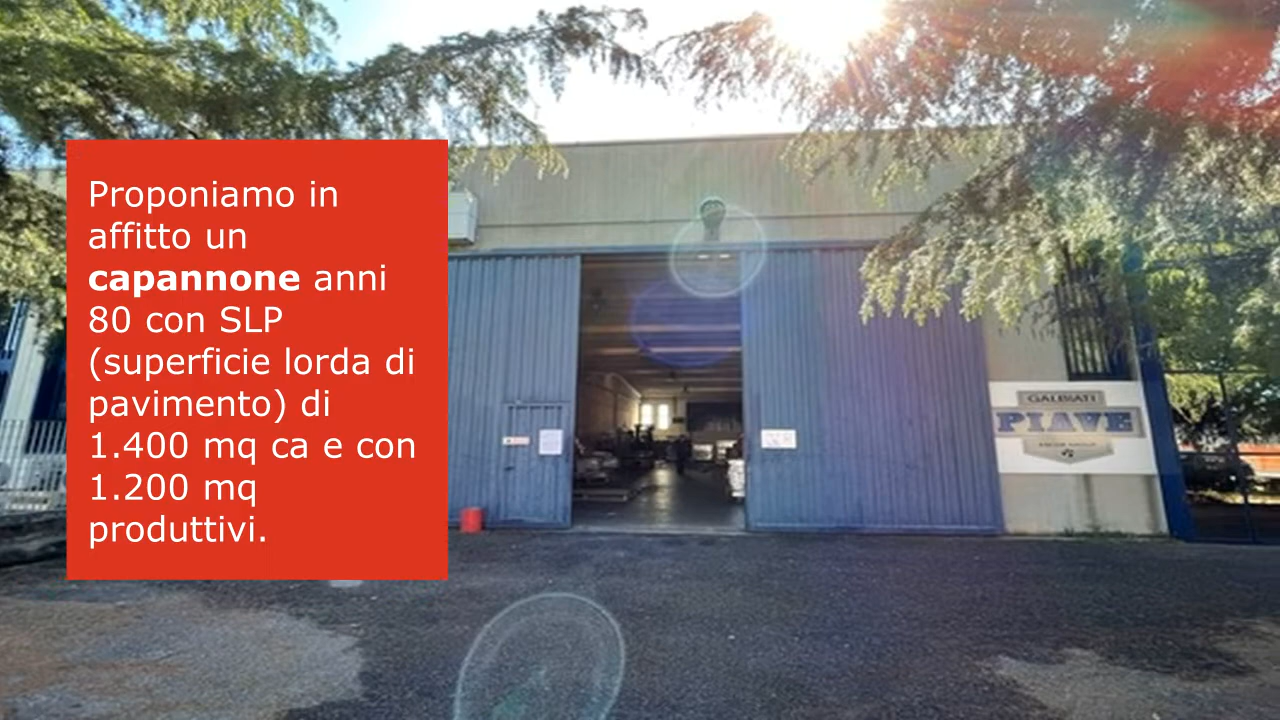 Proponiamo in
affitto un
capannone anni
80 con SLP
(superficie lorda di
pavimento) di
1.400 mq ca e con
1.200 mq
produttivi.
GALBIATI
PIAVE